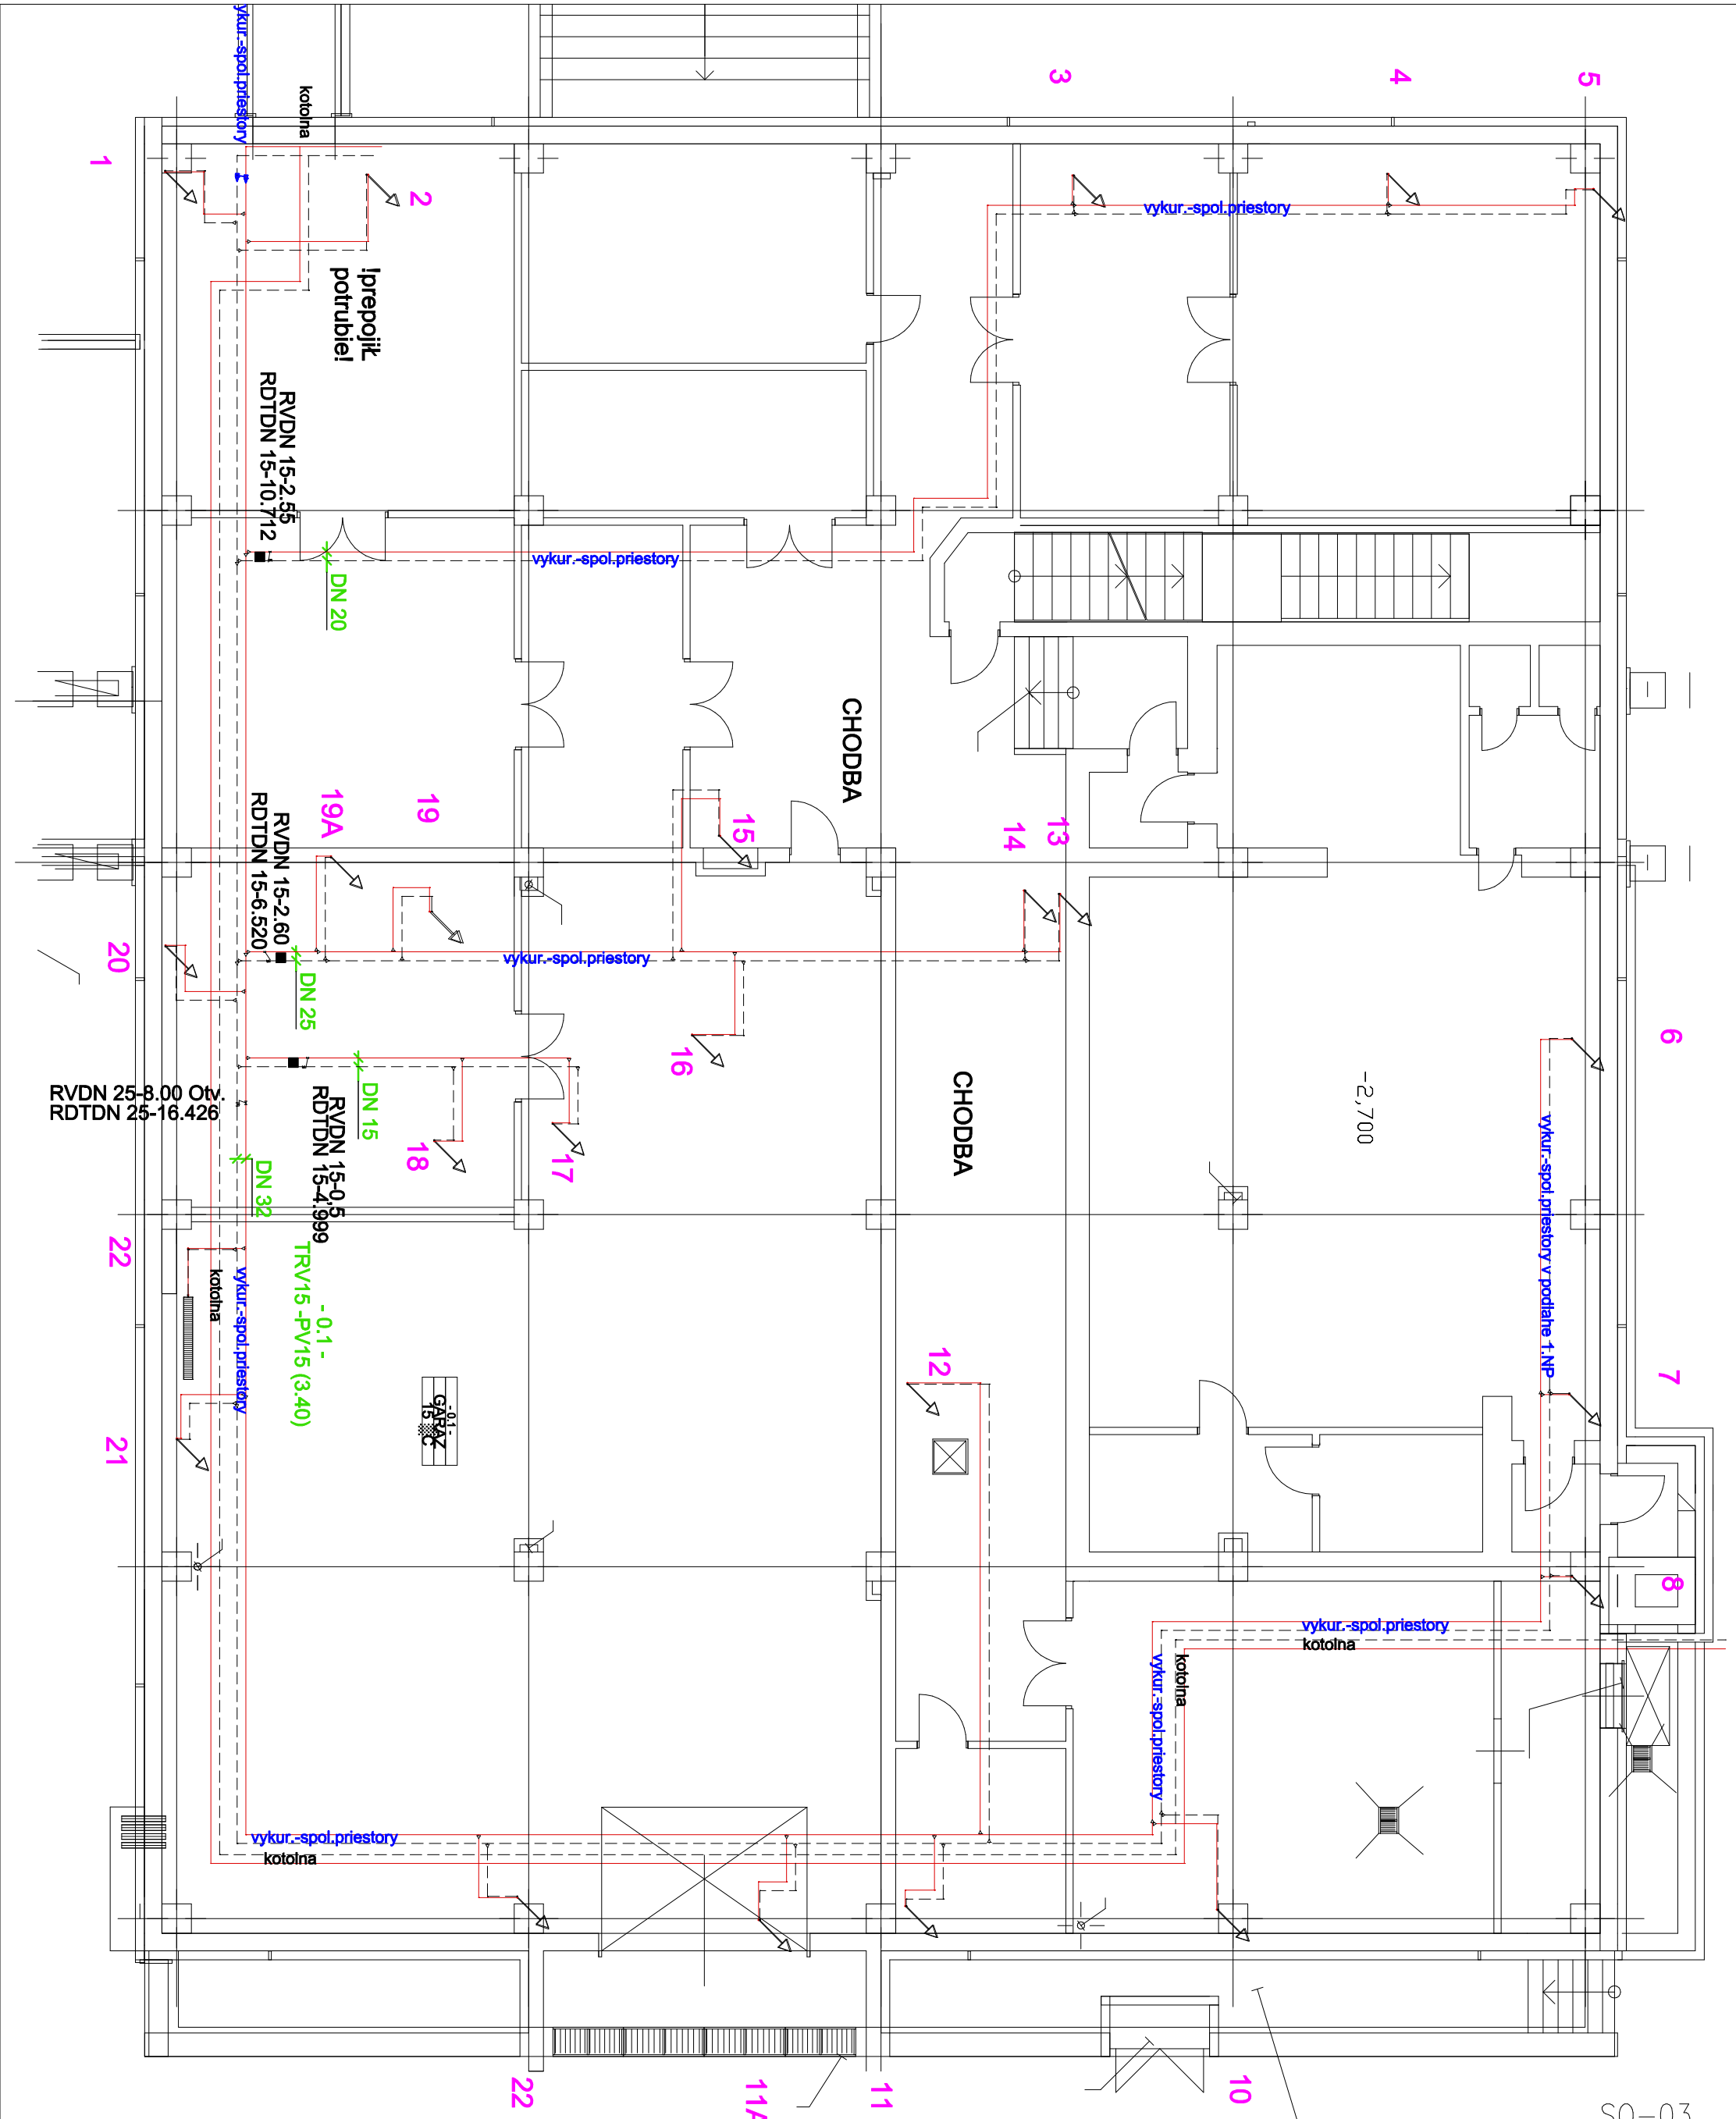 vykur.-spol.priestory
kotolna
1
2
3
4
5
!prepojiŁ
potrubie!
vykur.-spol.priestory
RVDN 15-2.55
RDTDN 15-10.712
DN 20
vykur.-spol.priestory
CHODBA
19A
19
15
14
13
RVDN 15-2.60
RDTDN 15-6.520
DN 25
vykur.-spol.priestory
20
16
6
RVDN 25-8.00 Otv.
RDTDN 25-16.426
RVDN 15-0,5
RDTDN 15-4.999
DN 15
18
17
CHODBA
-2,700
vykur.-spol.priestory v podlahe 1.NP
DN 32
22
kotolna
vykur.-spol.priestory
- 0.1 -
TRV15 -PV15 (3.40)
12
7
21
- 0.1 -
GARAZ
15
8
vykur.-spol.priestory
kotolna
kotolna
vykur.-spol.priestory
vykur.-spol.priestory
kotolna
22
11A
11
10
SO-03